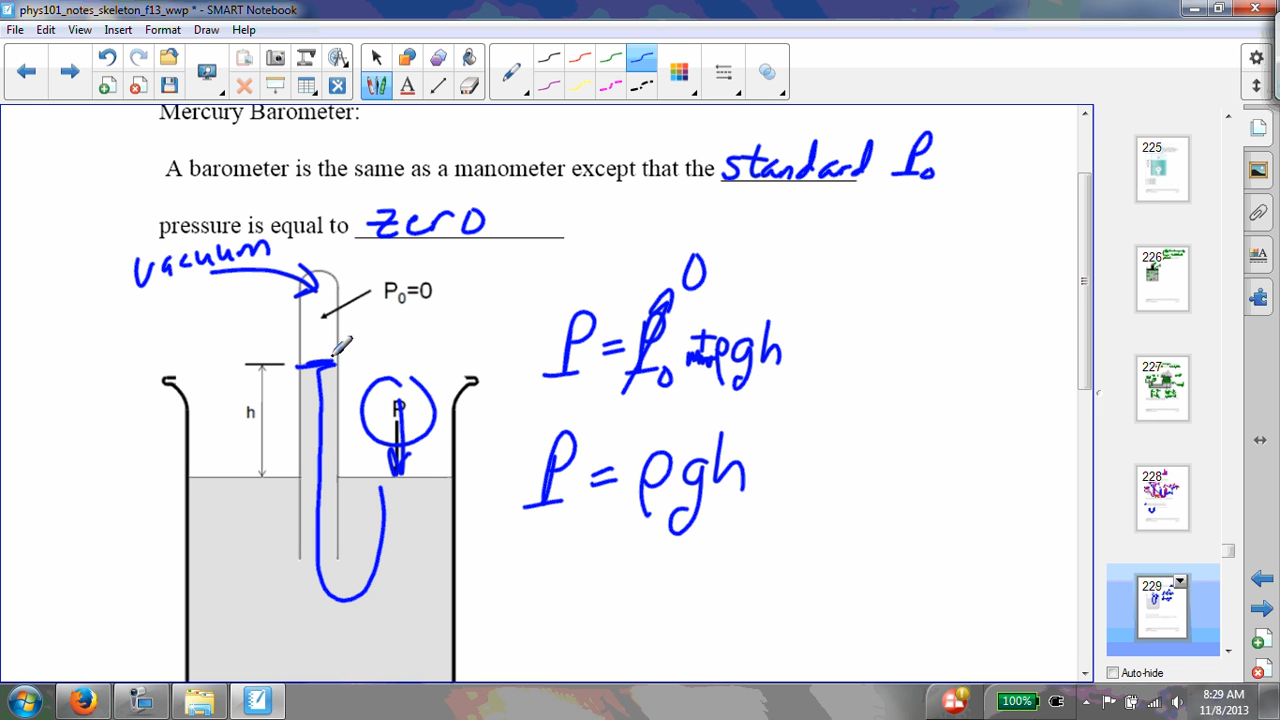 phys101_notes_skeleton_f13_wwp * - SMART Notebook
File Edit View Insert Format Draw Help
Mercury Barometer:
A barometer is the same as a manometer except that the standard P₀
pressure is equal to zero
vacuum
P₀=0
0
P = P₀ + ρgh
h
P
P = ρgh
225
226
227
228
229
Auto-hide
100%
8:29 AM
11/8/2013